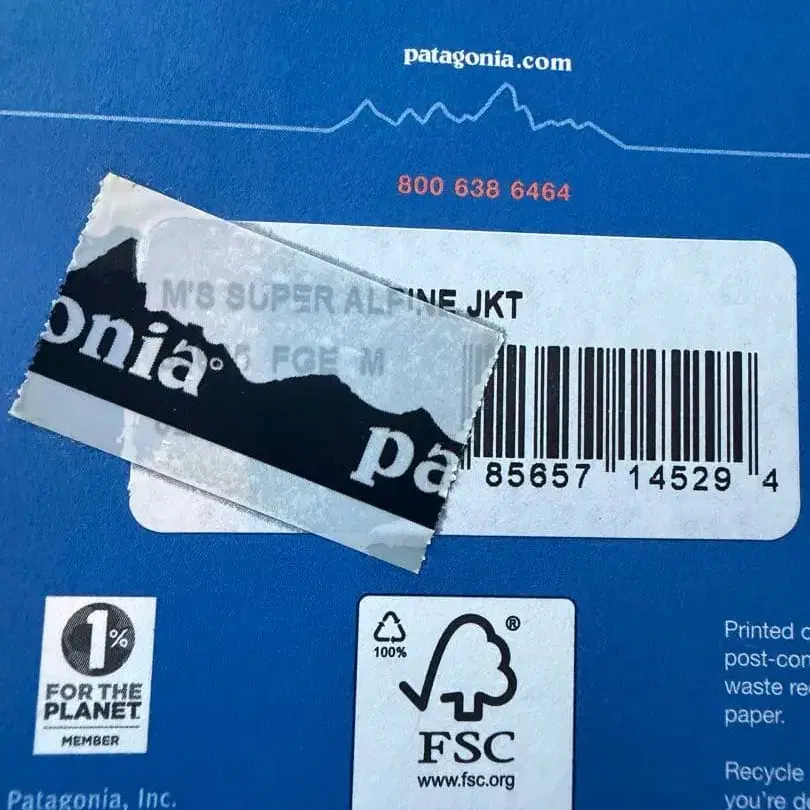 patagonia.com
800 638 6464
M'S SUPER ALPINE JKT
FGE M
onia°
pa
85657 14529 4
1%
FOR THE
PLANET
MEMBER
100%
®
FSC
www.fsc.org
Printed
post-con
waste re
paper.
Recycle
you're d
Patagonia, Inc.